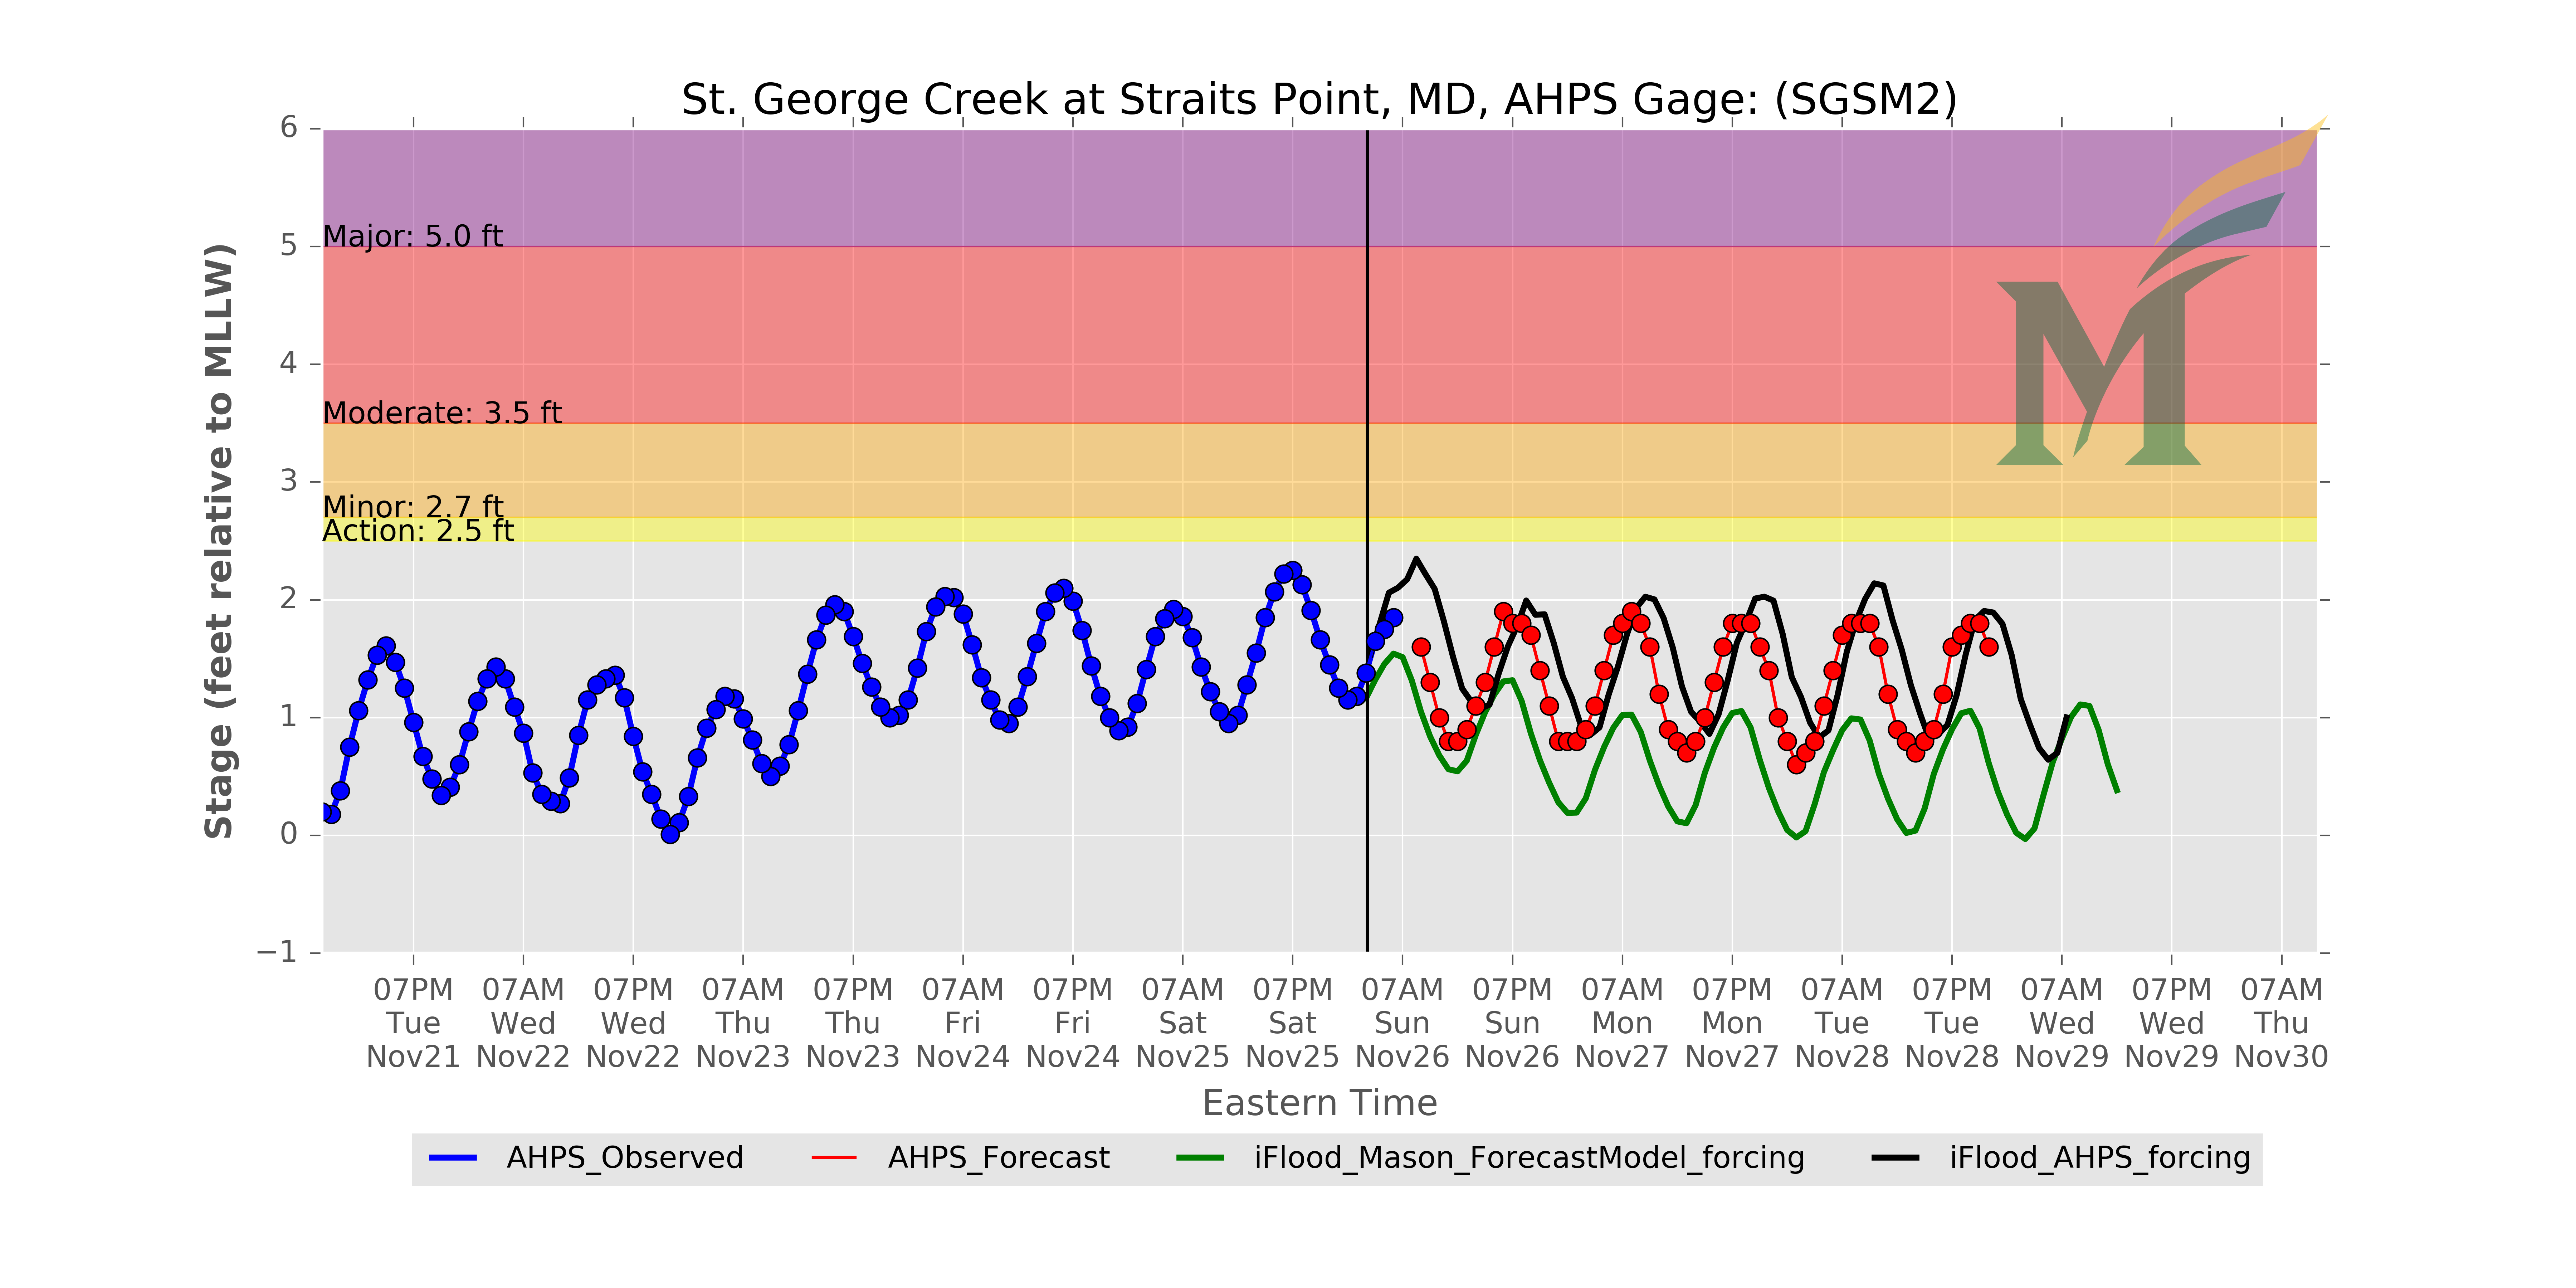 St. George Creek at Straits Point, MD, AHPS Gage: (SGSM2)
Stage (feet relative to MLLW)
6
5
4
3
2
1
0
−1
Major: 5.0 ft
Moderate: 3.5 ft
Minor: 2.7 ft
Action: 2.5 ft
M
07PM 07AM 07PM 07AM 07PM 07AM 07PM 07AM 07PM 07AM 07PM 07AM 07PM 07AM 07PM 07AM 07PM 07AM
Tue Wed Wed Thu Thu Fri Fri Sat Sat Sun Sun Mon Mon Tue Tue Wed Wed Thu
Nov21 Nov22 Nov22 Nov23 Nov23 Nov24 Nov24 Nov25 Nov25 Nov26 Nov26 Nov27 Nov27 Nov28 Nov28 Nov29 Nov29 Nov30
Eastern Time
AHPS_Observed AHPS_Forecast iFlood_Mason_ForecastModel_forcing iFlood_AHPS_forcing